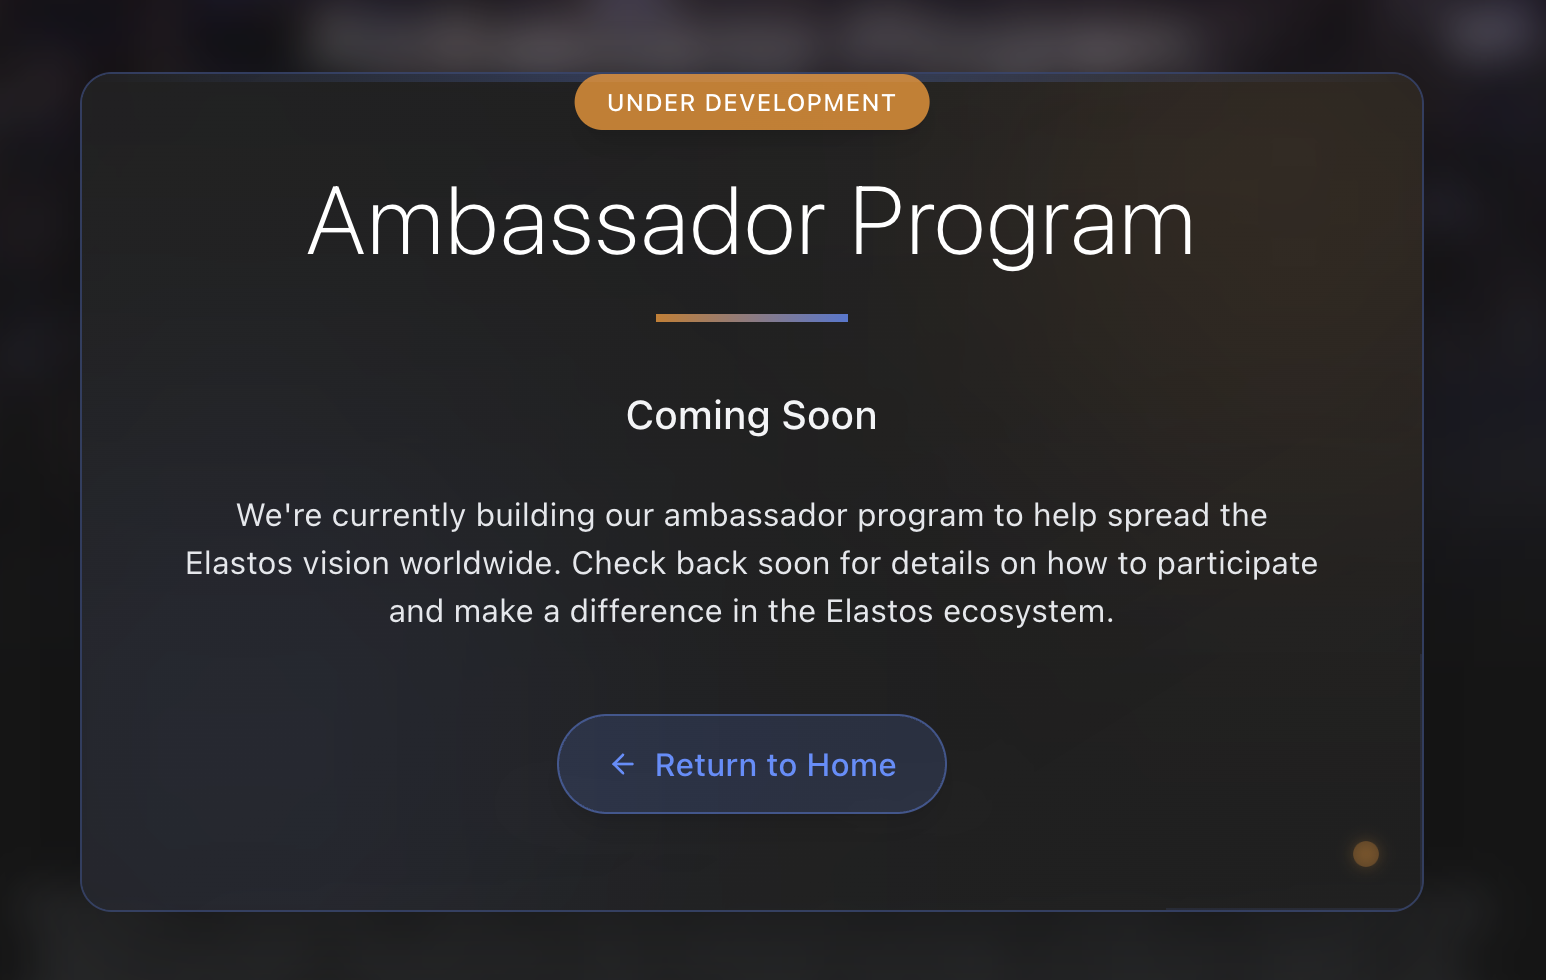 UNDER DEVELOPMENT
Ambassador Program
Coming Soon
We're currently building our ambassador program to help spread the
Elastos vision worldwide. Check back soon for details on how to participate
and make a difference in the Elastos ecosystem.
← Return to Home